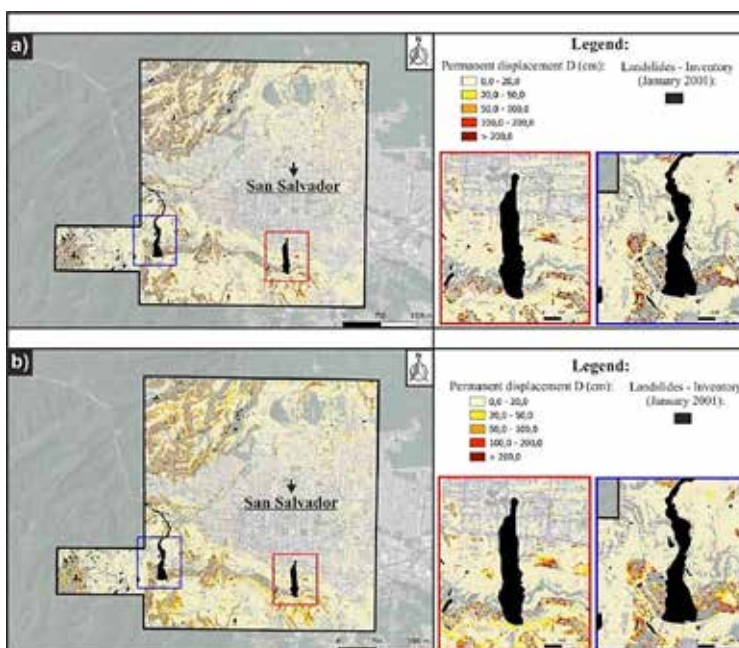 a)
N
San Salvador
Legend:
Permanent displacement D (cm):
0,0 - 20,0
20,0 - 50,0
50,0 - 100,0
100,0 - 200,0
> 200,0
Landslides - Inventory
(January 2001):
b)
N
San Salvador
Legend:
Permanent displacement D (cm):
0,0 - 20,0
20,0 - 50,0
50,0 - 100,0
100,0 - 200,0
> 200,0
Landslides - Inventory
(January 2001):